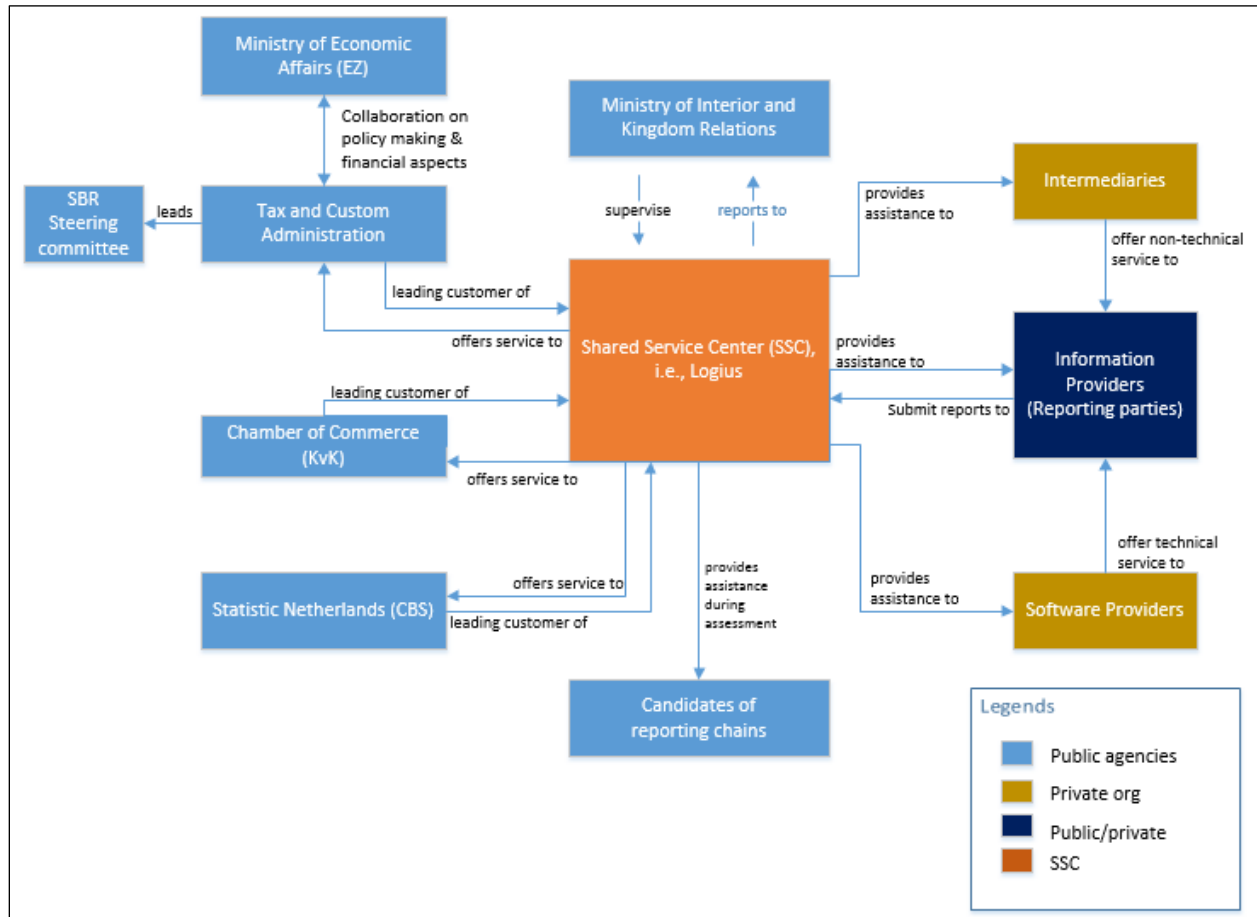 Ministry of Economic
Affairs (EZ)
Collaboration on
policy making &
financial aspects
Ministry of Interior and
Kingdom Relations
SBR
Steering
committee
leads
Tax and Custom
Administration
supervise
reports to
provides
assistance to
Intermediaries
offer non-technical
service to
leading customer of
offers service to
Shared Service Center (SSC),
i.e., Logius
provides
assistance to
Submit reports to
Information
Providers
(Reporting parties)
leading customer of
Chamber of Commerce
(KvK)
offers service to
Statistic Netherlands (CBS)
offers service to
leading customer of
provides
assistance
during
assessment
provides
assistance to
offer technical
service to
Software Providers
Candidates of
reporting chains
Legends
Public agencies
Private org
Public/private
SSC